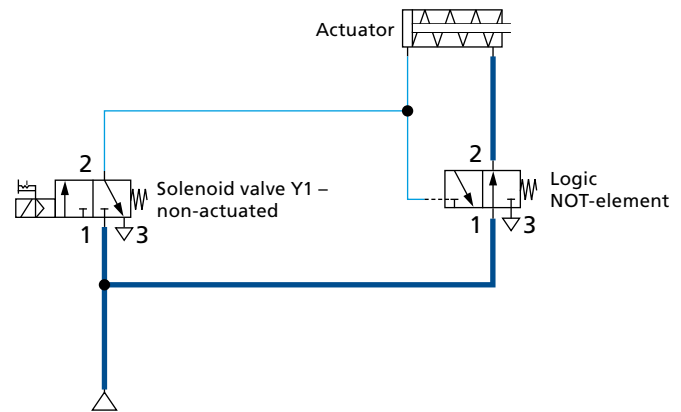 Actuator
2
Solenoid valve Y1 –
non-actuated
1
3
2
Logic
NOT-element
1
3